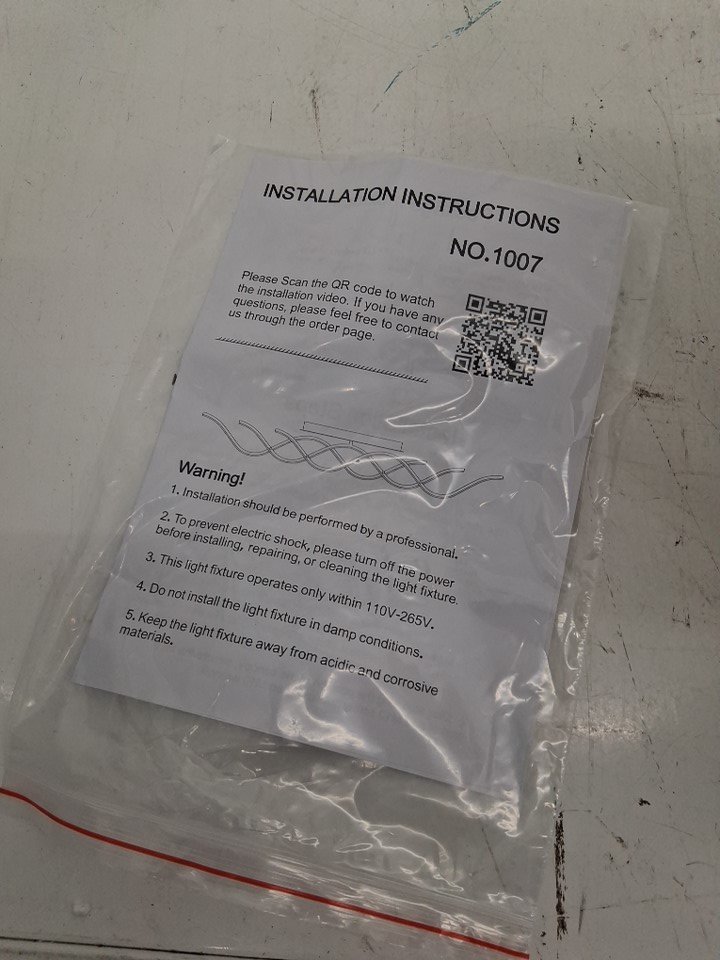 INSTALLATION INSTRUCTIONS
NO.1007
Please Scan the QR code to watch
the installation video. If you have any
questions, please feel free to contact
us through the order page.
Warning!
1. Installation should be performed by a professional.
2. To prevent electric shock, please turn off the power
before installing, repairing, or cleaning the light fixture.
3. This light fixture operates only within 110V-265V.
4. Do not install the light fixture in damp conditions.
5. Keep the light fixture away from acidic and corrosive
materials.